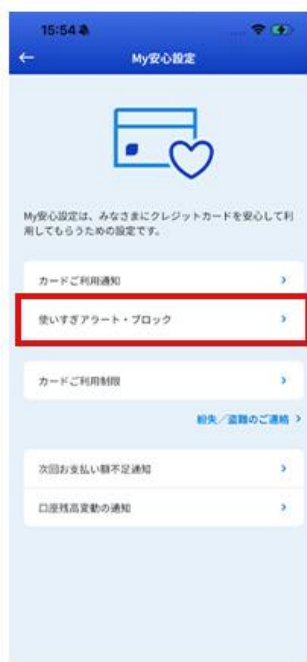 15:54
My安心設定
My安心設定は、みなさまにクレジットカードを安心して利
用してもらうための設定です。
カードご利用通知
使いすぎアラート・ブロック
カードご利用制限
紛失／盗難のご連絡
次回お支払い額不足通知
口座残高変動の通知